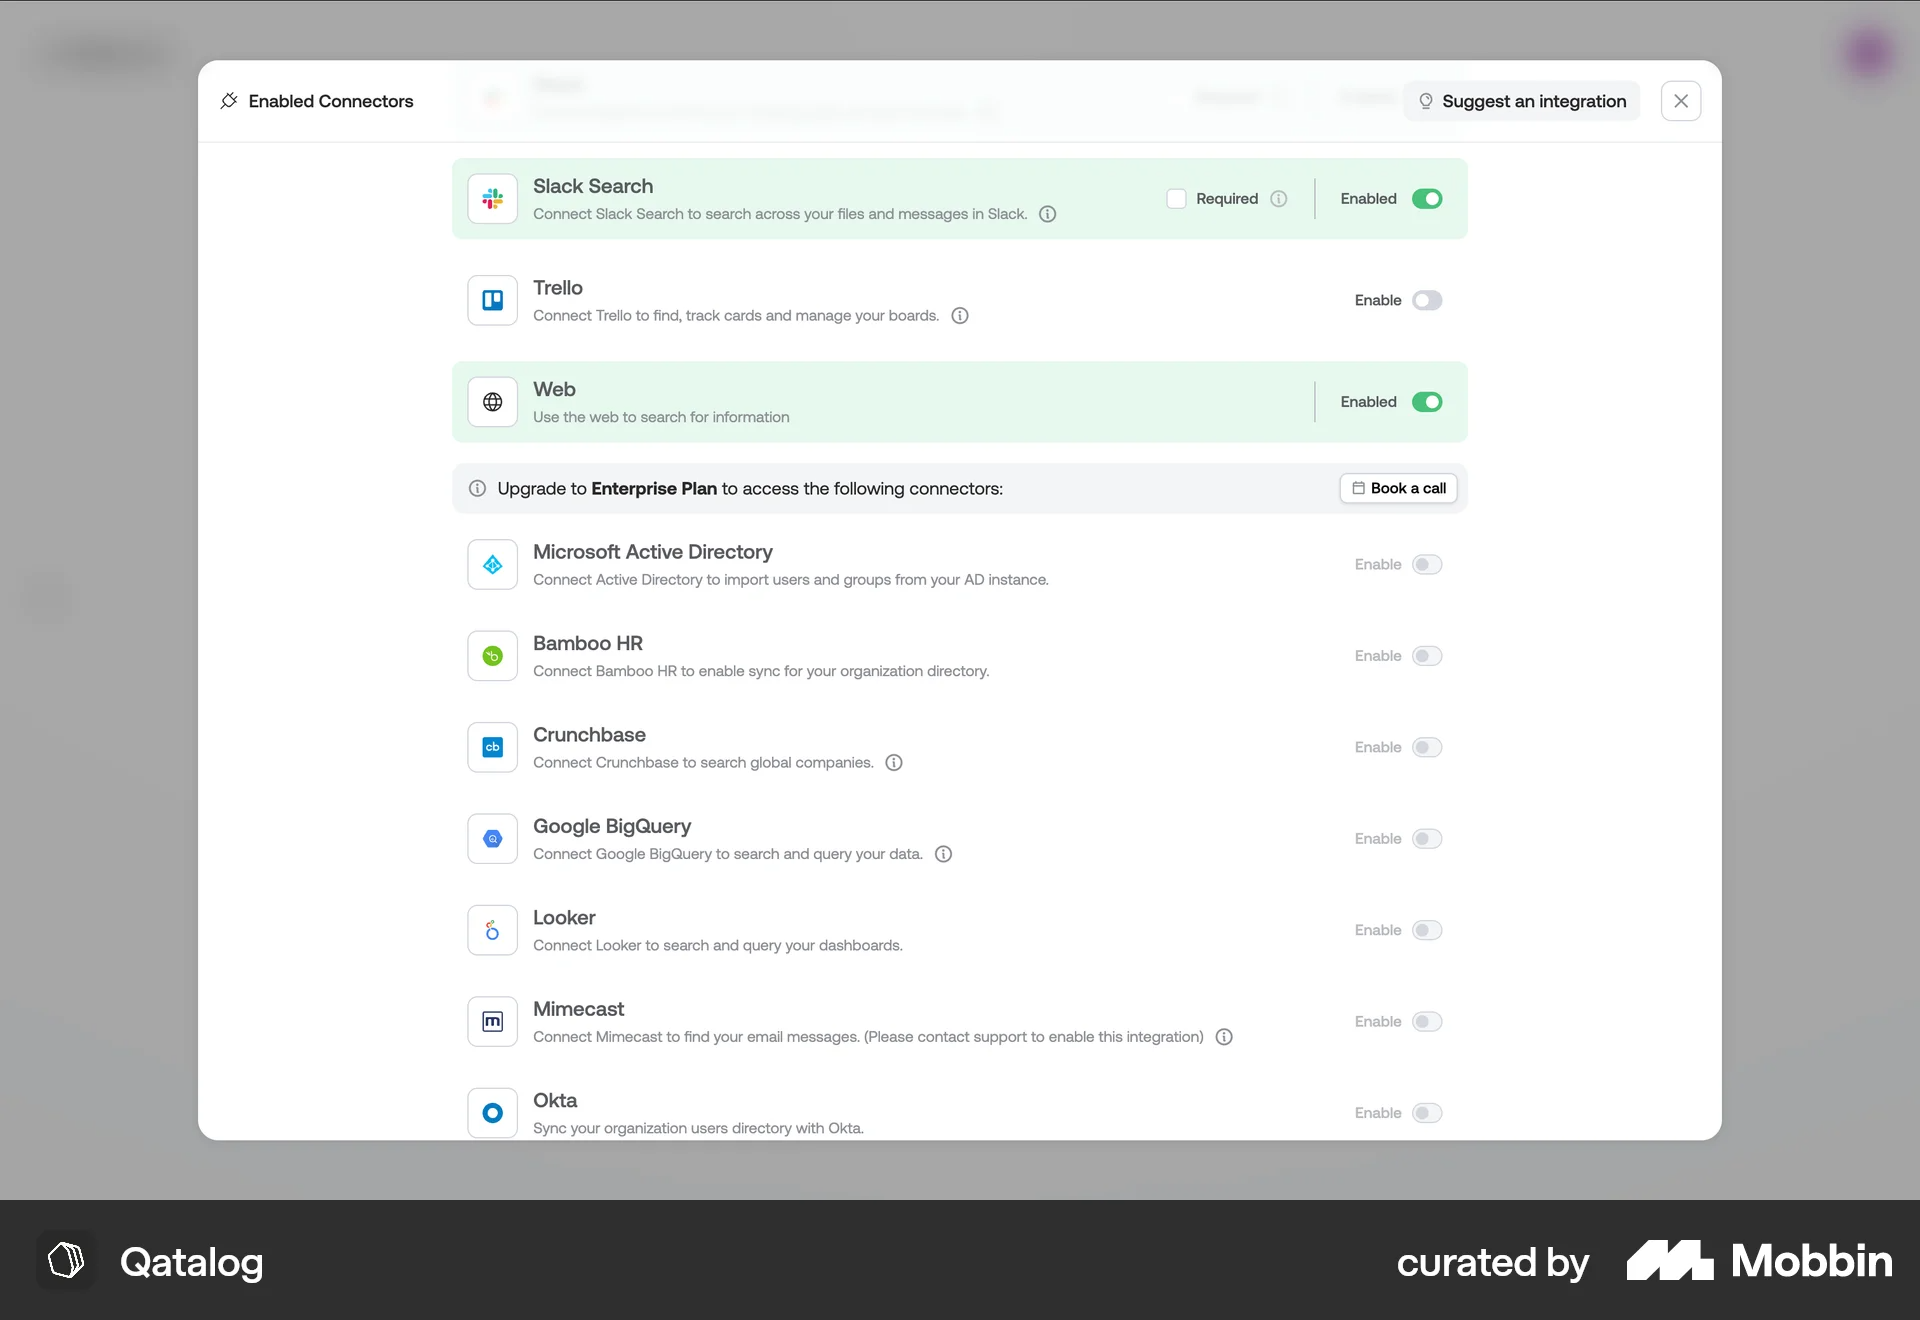 Enabled Connectors
Suggest an integration
Slack Search
Connect Slack Search to search across your files and messages in Slack.
Required
Enabled
Trello
Connect Trello to find, track cards and manage your boards.
Enable
Web
Use the web to search for information
Enabled
Upgrade to Enterprise Plan to access the following connectors:
Book a call
Microsoft Active Directory
Connect Active Directory to import users and groups from your AD instance.
Enable
Bamboo HR
Connect Bamboo HR to enable sync for your organization directory.
Enable
cb
Crunchbase
Connect Crunchbase to search global companies.
Enable
Google BigQuery
Connect Google BigQuery to search and query your data.
Enable
Looker
Connect Looker to search and query your dashboards.
Enable
m
Mimecast
Connect Mimecast to find your email messages. (Please contact support to enable this integration)
Enable
Okta
Sync your organization users directory with Okta.
Enable
Qatalog
curated by
Mobbin